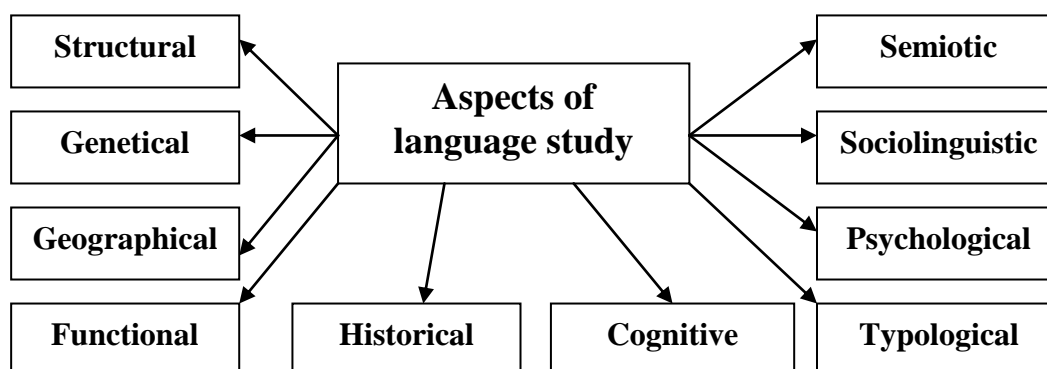 Structural
Semiotic
Aspects of
language study
Genetical
Sociolinguistic
Geographical
Psychological
Functional
Historical
Cognitive
Typological